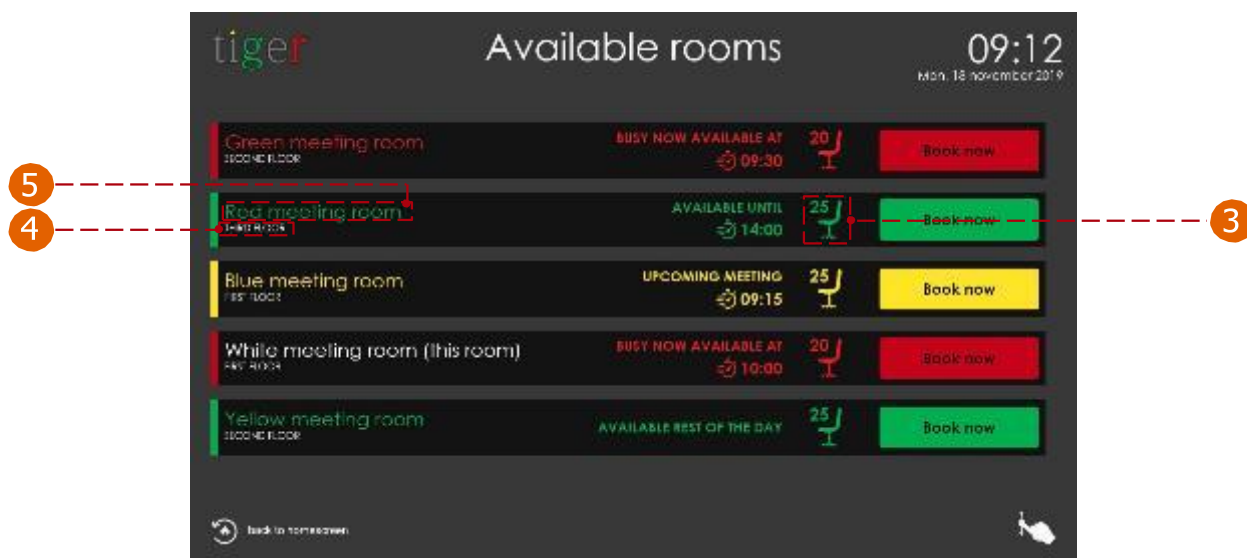 tiger
Available rooms
09:12
Mon. 18 november 2019
Green meeting room
SECOND FLOOR
BUSY NOW AVAILABLE AT
09:30
20
Book now
5
Red meeting room
THIRD FLOOR
AVAILABLE UNTIL
14:00
25
Book now
4
3
Blue meeting room
FIRST FLOOR
UPCOMING MEETING
09:15
25
Book now
White meeting room (this room)
FIRST FLOOR
BUSY NOW AVAILABLE AT
10:00
20
Book now
Yellow meeting room
SECOND FLOOR
AVAILABLE REST OF THE DAY
25
Book now
back to homescreen